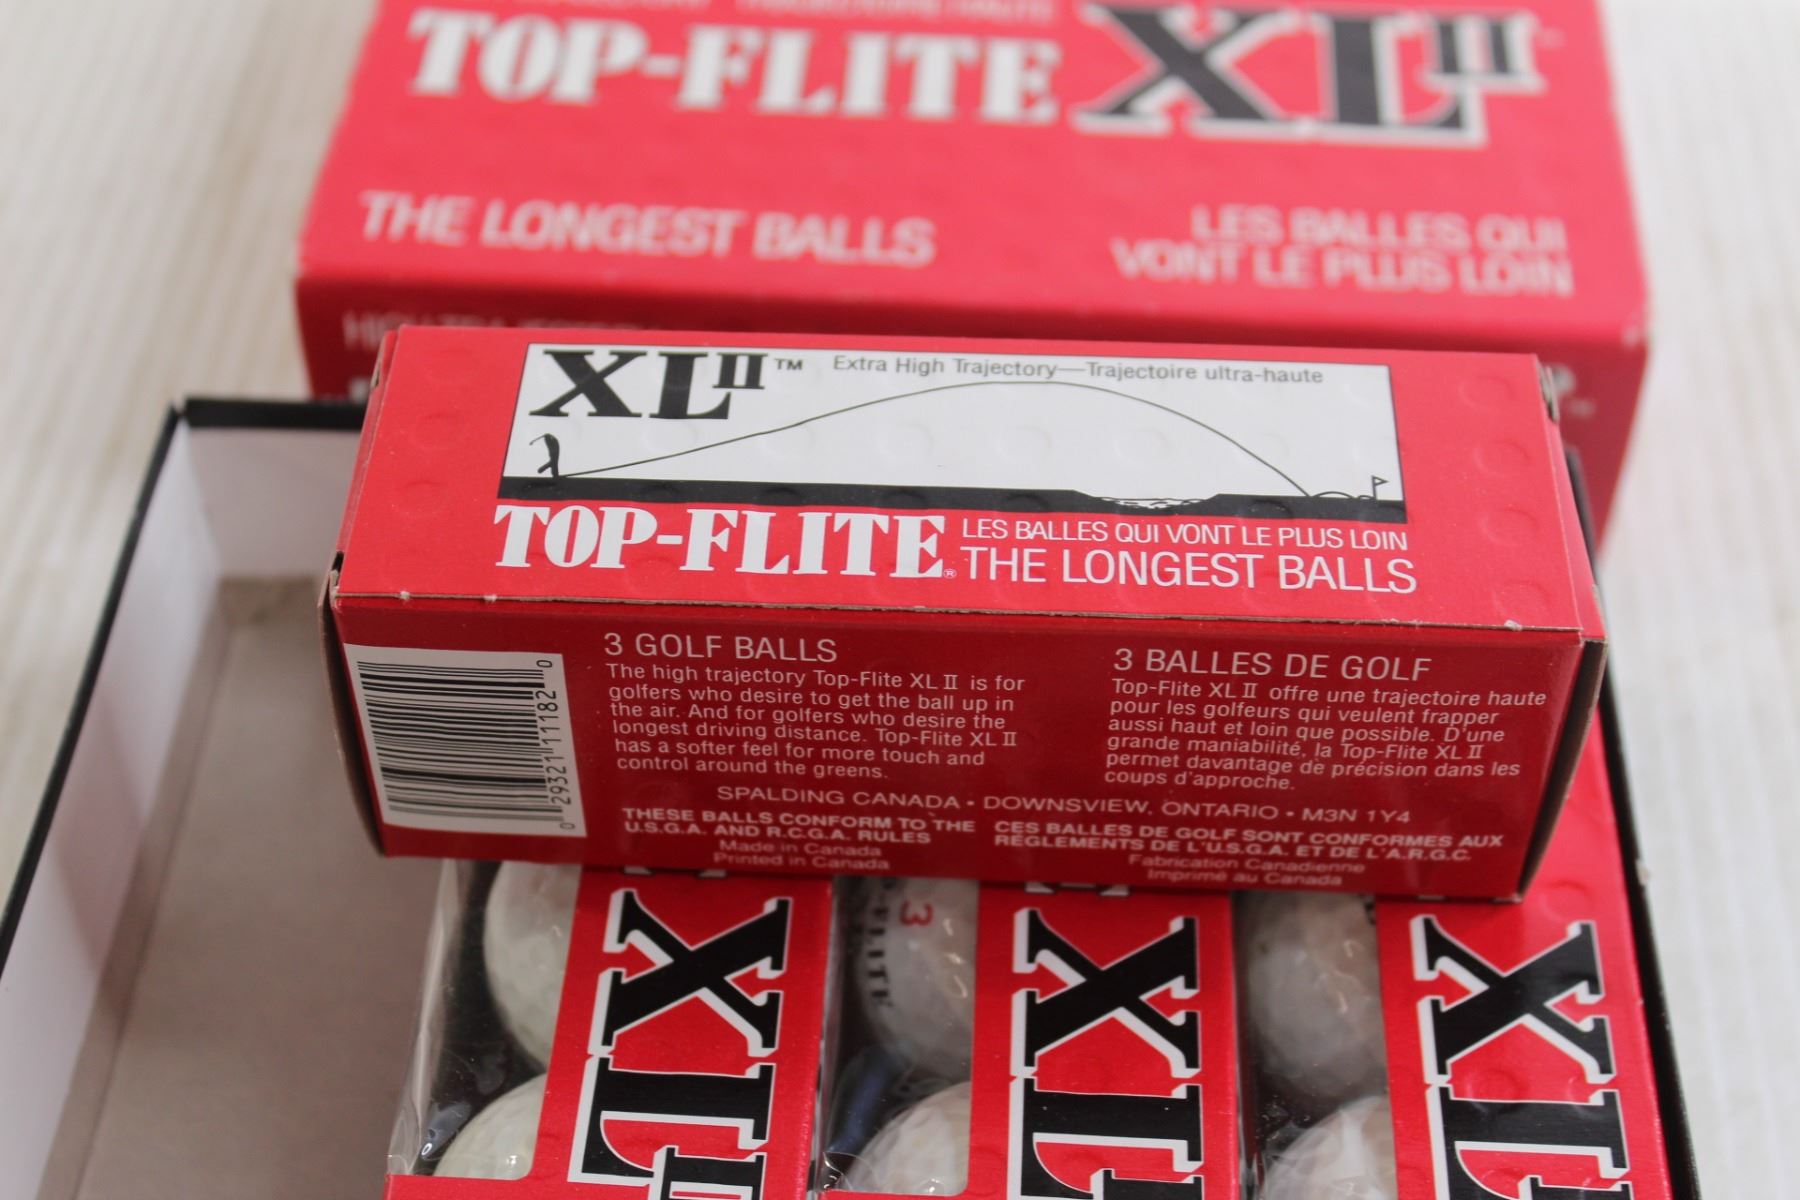 TOP-FLITE XL II
THE LONGEST BALLS
LES BALLES QUI
VONT LE PLUS LOIN
XL II ™ Extra High Trajectory—Trajectoire ultra-haute
TOP-FLITE® LES BALLES QUI VONT LE PLUS LOIN
THE LONGEST BALLS
3 GOLF BALLS
The high trajectory Top-Flite XL II is for
golfers who desire to get the ball up in
the air. And for golfers who desire the
longest driving distance. Top-Flite XL II
has a softer feel for more touch and
control around the greens.
3 BALLES DE GOLF
Top-Flite XL II offre une trajectoire haute
pour les golfeurs qui veulent frapper
aussi haut et loin que possible. D'une
grande maniabilité, la Top-Flite XL II
permet davantage de précision dans les
coups d'approche.
0 29321 11182 0
SPALDING CANADA • DOWNSVIEW, ONTARIO • M3N 1Y4
THESE BALLS CONFORM TO THE
U.S.G.A. AND R.C.G.A. RULES
Made in Canada
Printed in Canada
CES BALLES DE GOLF SONT CONFORMES AUX
RÈGLEMENTS DE L'U.S.G.A. ET DE L'A.R.G.C.
Fabrication Canadienne
Imprimé au Canada
XL II
3
XL
XL